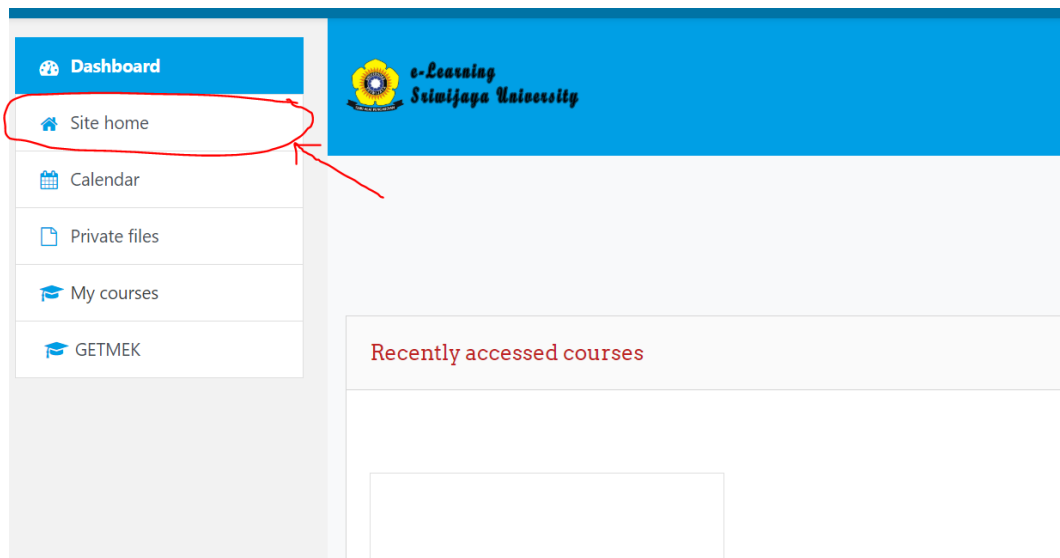 Dashboard
Site home
Calendar
Private files
My courses
GETMEK
e-Learning
Sriwijaya University
Recently accessed courses